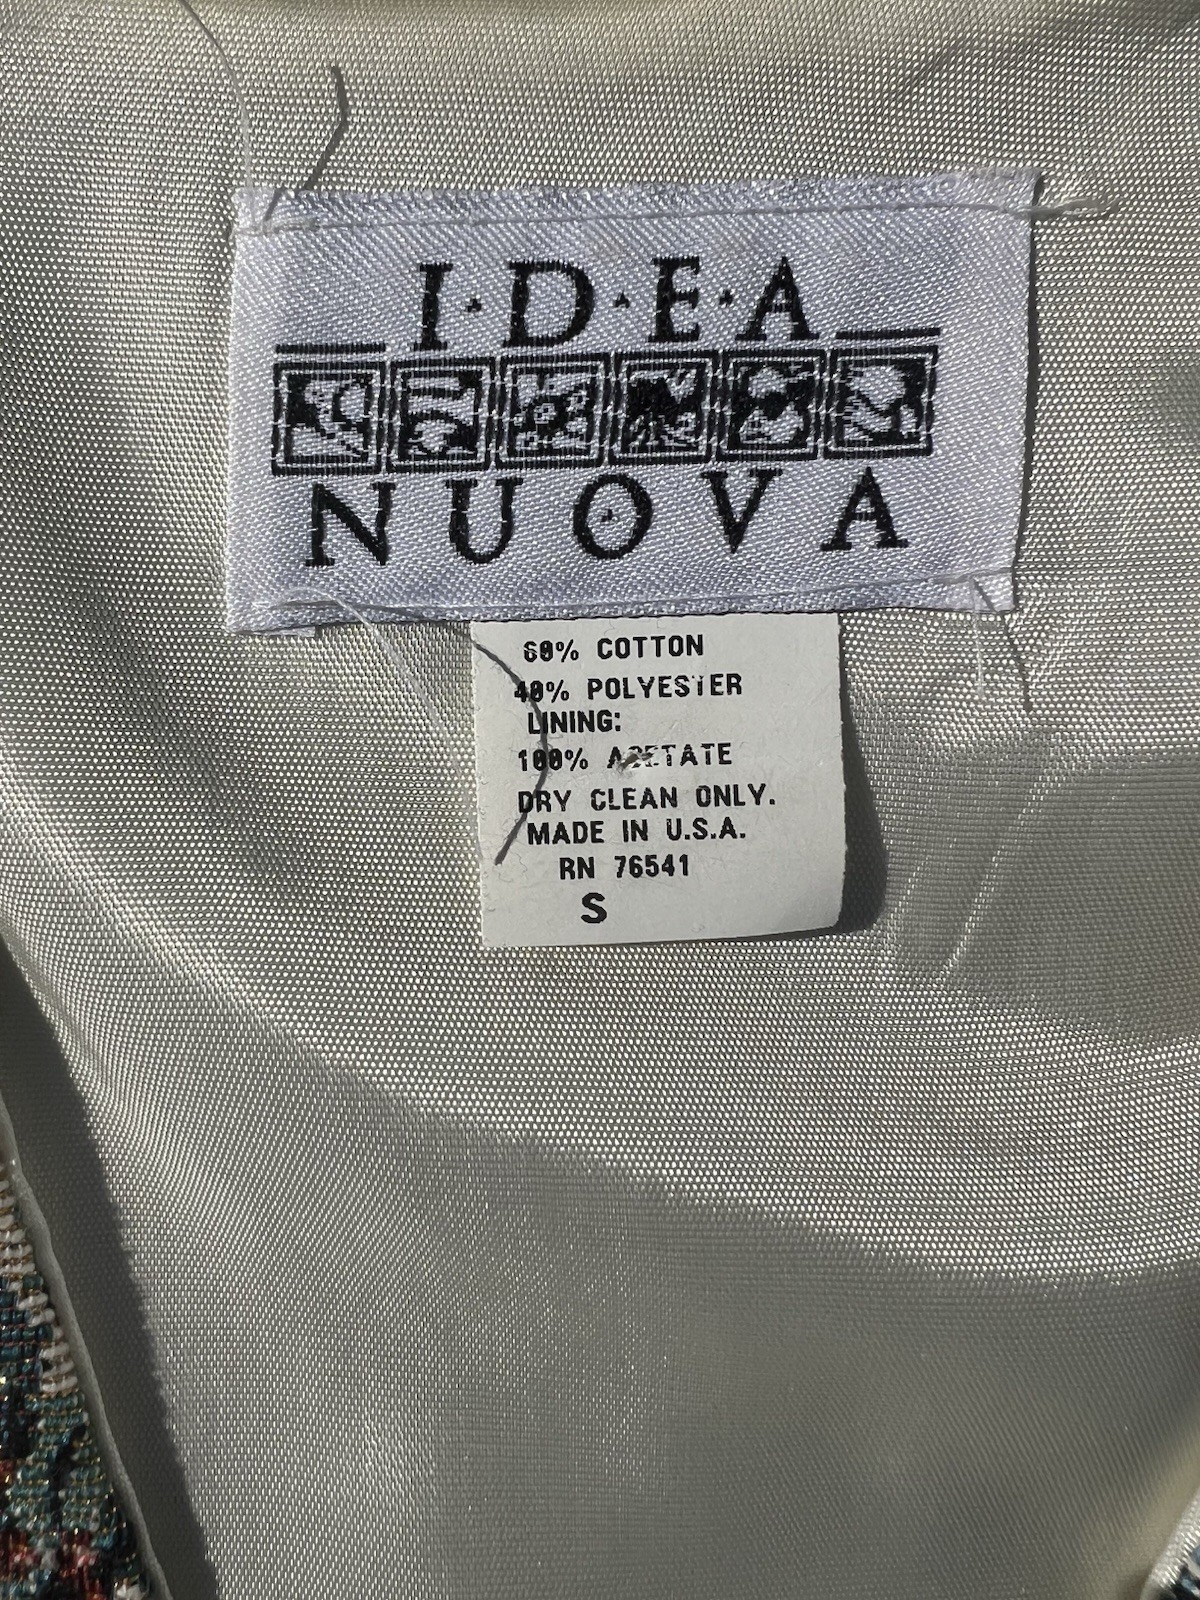 I·D·E·A
NUOVA
60% COTTON
40% POLYESTER
LINING:
100% ACETATE
DRY CLEAN ONLY.
MADE IN U.S.A.
RN 76541
S